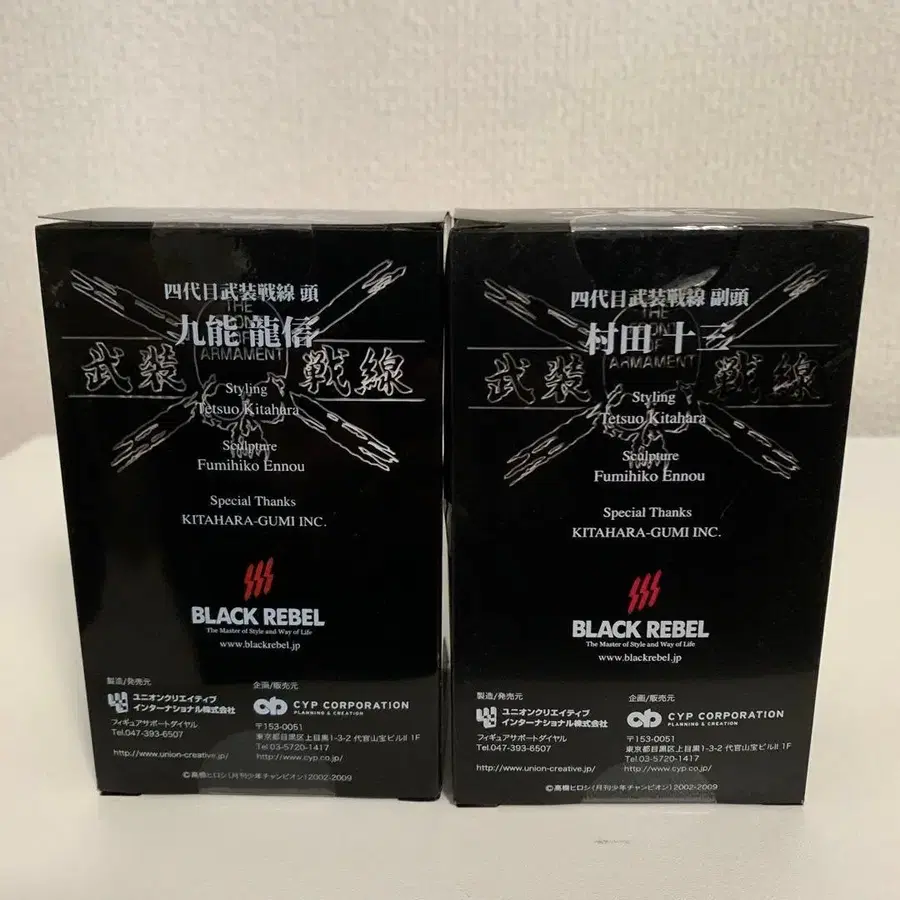 四代目武装戦線 頭
九能 龍信
THE
FRONT
OF
ARMAMENT
武装
戦線
Styling
Tetsuo Kitahara
Sculpture
Fumihiko Ennou
Special Thanks
KITAHARA-GUMI INC.
BLACK REBEL
The Master of Style and Way of Life
www.blackrebel.jp
製造/発売元
ユニオンクリエイティブ
インターナショナル株式会社
フィギュアサポートダイヤル
Tel.047-393-6507
http://www.union-creative.jp/
企画/販売元
CYP CORPORATION
PLANNING & CREATION
〒153-0051
東京都目黒区上目黒1-3-2 代官山宝ビルII 1F
Tel.03-5720-1417
http://www.cyp.co.jp/
©高橋ヒロシ(月刊少年チャンピオン)2002-2009
四代目武装戦線 副頭
村田 十三
THE
OF
ARMAMENT
武装
戦線
Styling
Tetsuo Kitahara
Sculpture
Fumihiko Ennou
Special Thanks
KITAHARA-GUMI INC.
BLACK REBEL
The Master of Style and Way of Life
www.blackrebel.jp
製造/発売元
ユニオンクリエイティブ
インターナショナル株式会社
フィギュアサポートダイヤル
Tel.047-393-6507
http://www.union-creative.jp/
企画/販売元
CYP CORPORATION
PLANNING & CREATION
〒153-0051
東京都目黒区上目黒1-3-2 代官山宝ビルII 1F
Tel.03-5720-1417
http://www.cyp.co.jp/
©高橋ヒロシ(月刊少年チャンピオン)2002-2009